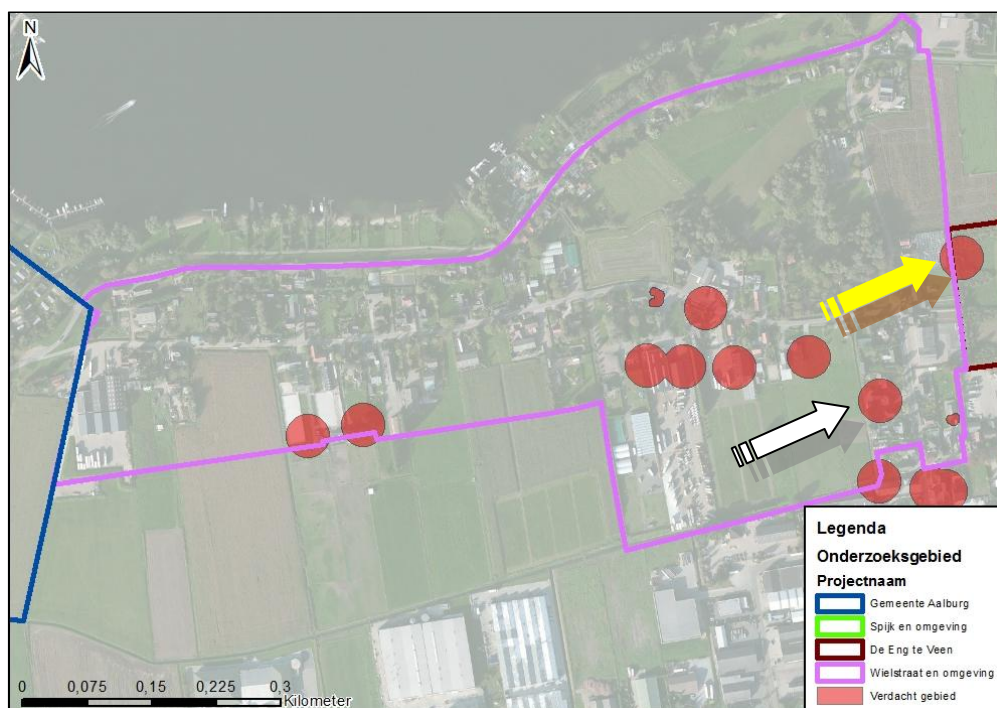 N
Legenda
Onderzoeksgebied
Projectnaam
Gemeente Aalburg
Spijk en omgeving
De Eng te Veen
Wielstraat en omgeving
Verdacht gebied
0 0,075 0,15 0,225 0,3
Kilometer